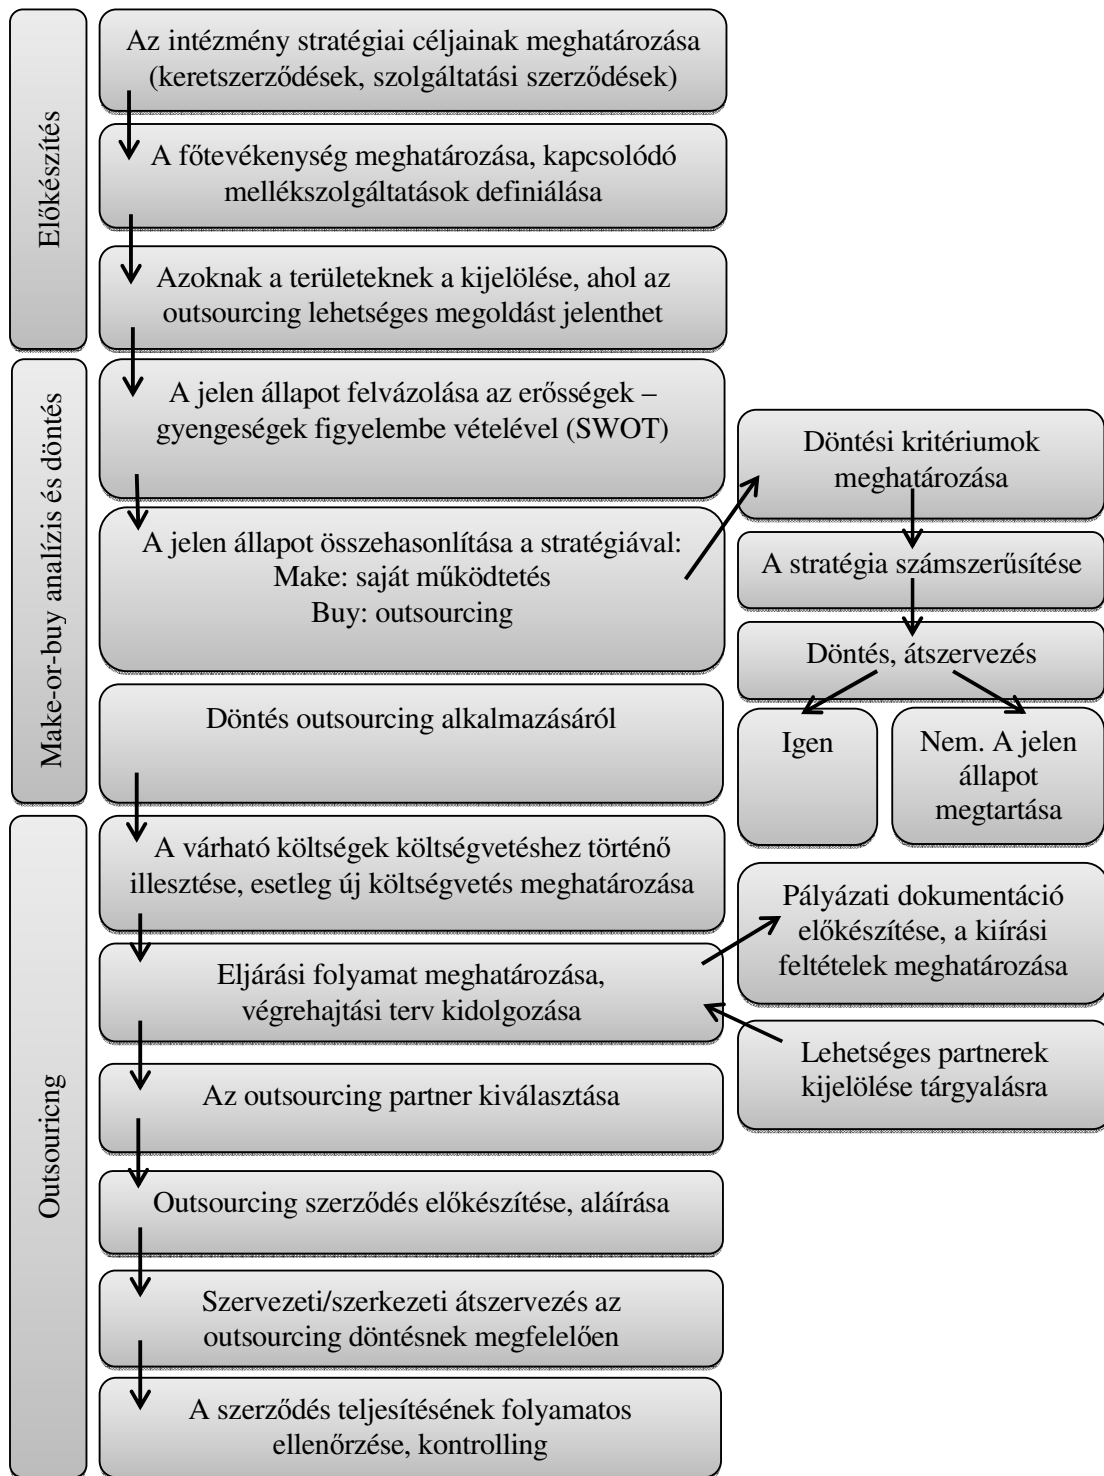 Előkészítés
Az intézmény stratégiai céljainak meghatározása
(keretszerződések, szolgáltatási szerződések)
A főtevékenység meghatározása, kapcsolódó
mellékszolgáltatások definiálása
Azoknak a területeknek a kijelölése, ahol az
outsourcing lehetséges megoldást jelenthet
Make-or-buy analízis és döntés
A jelen állapot felvázolása az erősségek –
gyengeségek figyelembe vételével (SWOT)
A jelen állapot összehasonlítása a stratégiával:
Make: saját működtetés
Buy: outsourcing
Döntési kritériumok
meghatározása
A stratégia számszerűsítése
Döntés, átszervezés
Igen
Nem. A jelen
állapot
megtartása
Döntés outsourcing alkalmazásáról
Outsouricng
A várható költségek költségvetéshez történő
illesztése, esetleg új költségvetés meghatározása
Eljárási folyamat meghatározása,
végrehajtási terv kidolgozása
Pályázati dokumentáció
előkészítése, a kiírási
feltételek meghatározása
Lehetséges partnerek
kijelölése tárgyalásra
Az outsourcing partner kiválasztása
Outsourcing szerződés előkészítése, aláírása
Szervezeti/szerkezeti átszervezés az
outsourcing döntésnek megfelelően
A szerződés teljesítésének folyamatos
ellenőrzése, kontrolling